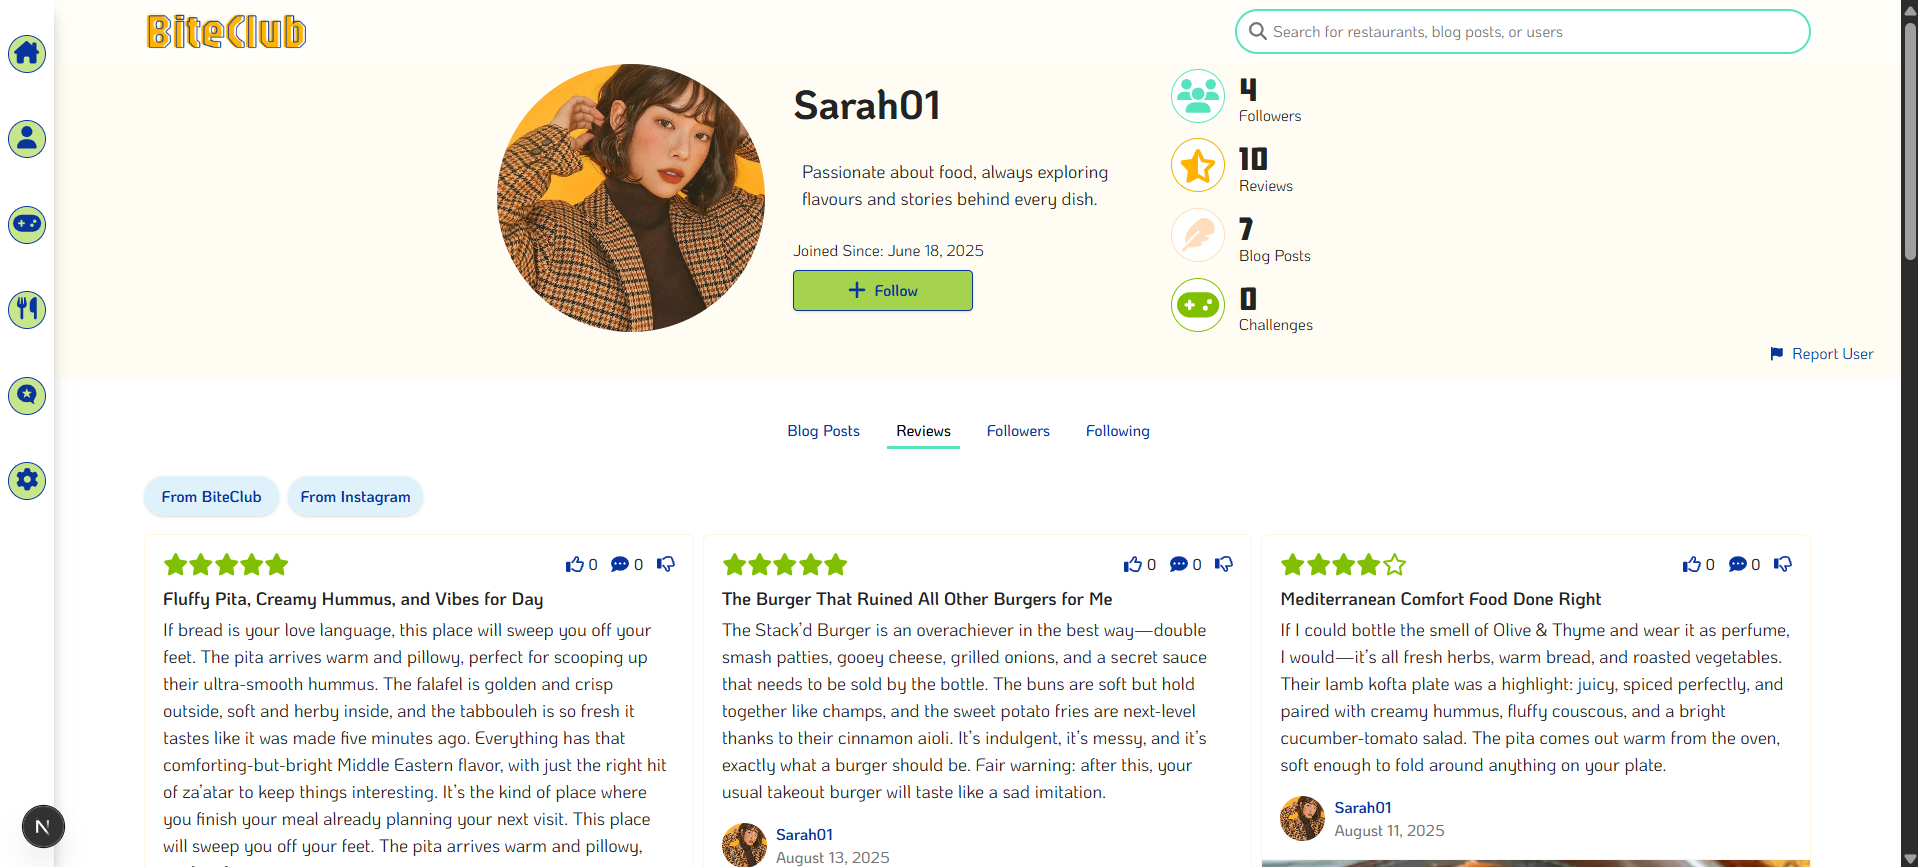 BiteClub
Search for restaurants, blog posts, or users
Sarah01
Passionate about food, always exploring
flavours and stories behind every dish.
Joined Since: June 18, 2025
Follow
4
Followers
10
Reviews
7
Blog Posts
0
Challenges
Report User
Blog Posts
Reviews
Followers
Following
From BiteClub
From Instagram
0
0
Fluffy Pita, Creamy Hummus, and Vibes for Day
If bread is your love language, this place will sweep you off your
feet. The pita arrives warm and pillowy, perfect for scooping up
their ultra-smooth hummus. The falafel is golden and crisp
outside, soft and herby inside, and the tabbouleh is so fresh it
tastes like it was made five minutes ago. Everything has that
comforting-but-bright Middle Eastern flavor, with just the right hit
of za'atar to keep things interesting. It's the kind of place where
you finish your meal already planning your next visit. This place
will sweep you off your feet. The pita arrives warm and pillowy,
0
0
The Burger That Ruined All Other Burgers for Me
The Stack'd Burger is an overachiever in the best way—double
smash patties, gooey cheese, grilled onions, and a secret sauce
that needs to be sold by the bottle. The buns are soft but hold
together like champs, and the sweet potato fries are next-level
thanks to their cinnamon aioli. It's indulgent, it's messy, and it's
exactly what a burger should be. Fair warning: after this, your
usual takeout burger will taste like a sad imitation.
Sarah01
August 13, 2025
0
0
Mediterranean Comfort Food Done Right
If I could bottle the smell of Olive & Thyme and wear it as perfume,
I would—it's all fresh herbs, warm bread, and roasted vegetables.
Their lamb kofta plate was a highlight: juicy, spiced perfectly, and
paired with creamy hummus, fluffy couscous, and a bright
cucumber-tomato salad. The pita comes out warm from the oven,
soft enough to fold around anything on your plate.
Sarah01
August 11, 2025
N